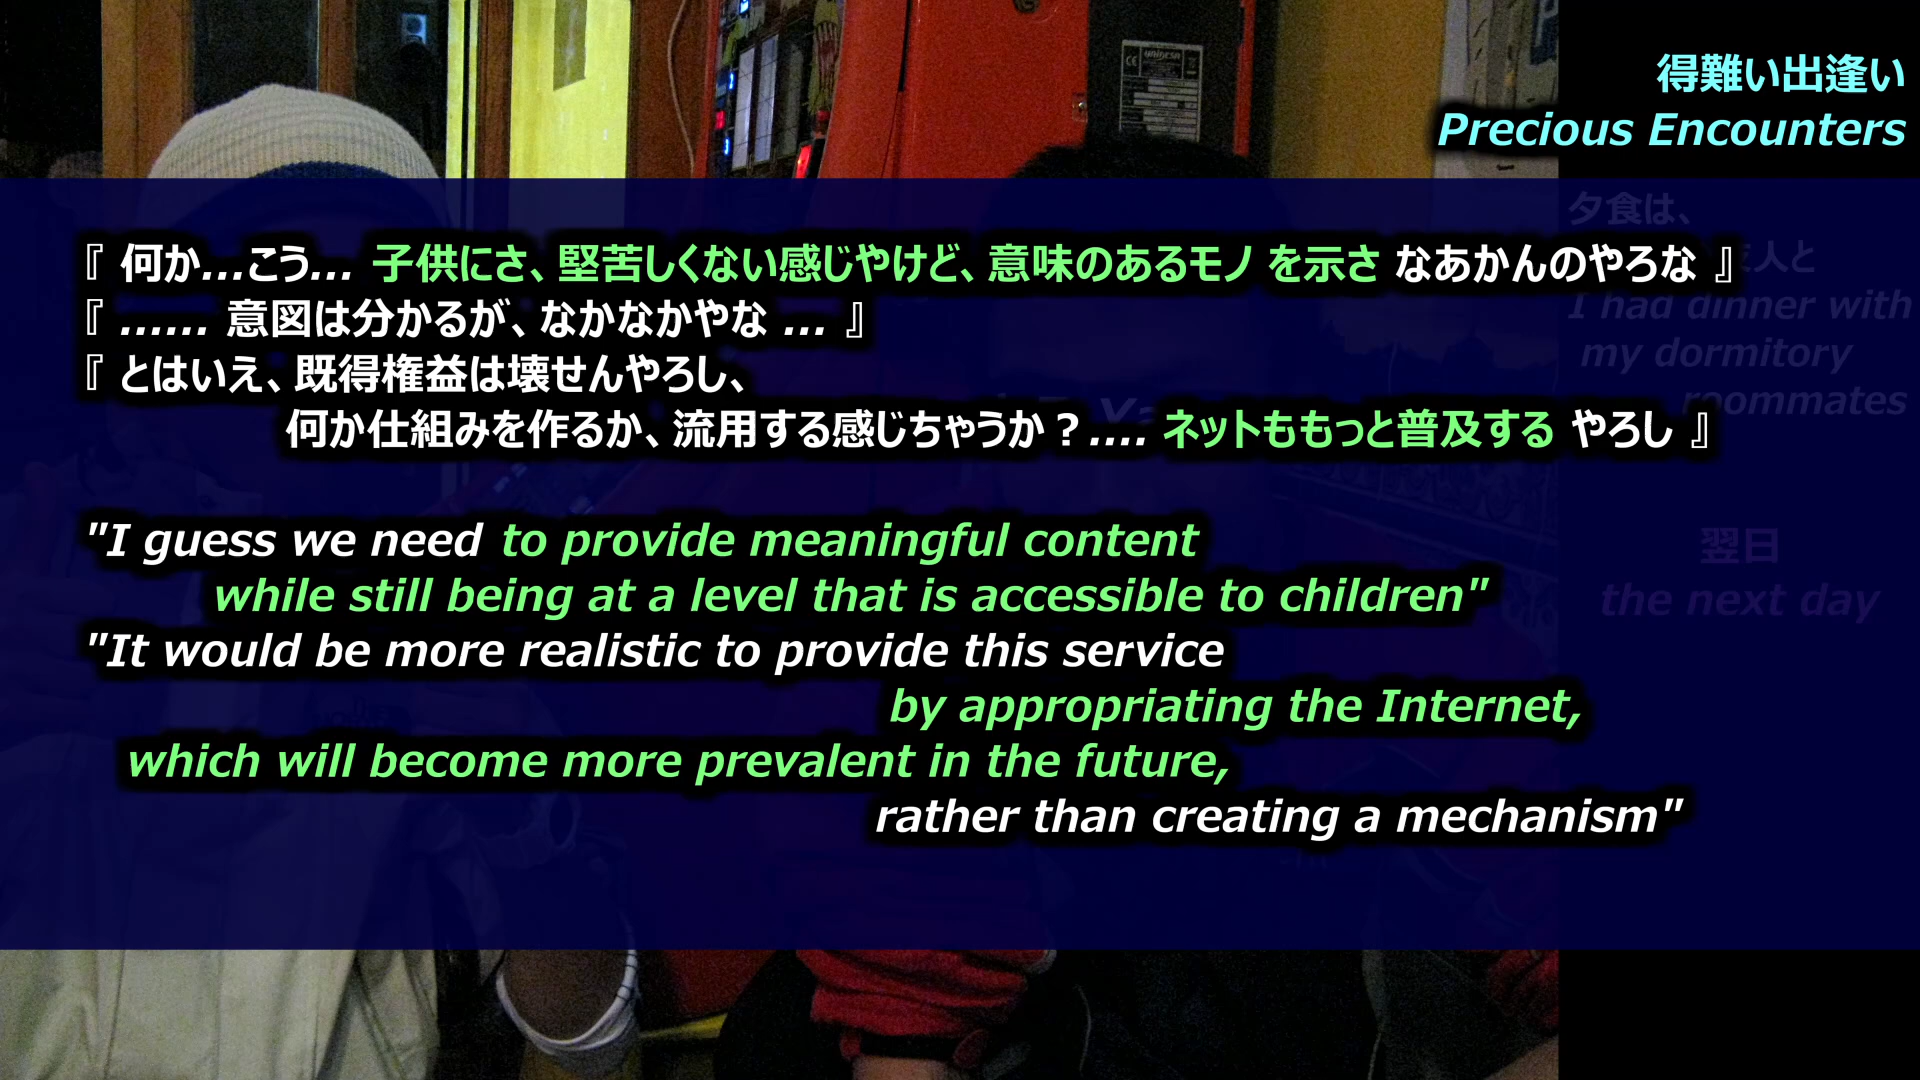 得難い出逢い
Precious Encounters
夕食は、
友人と
I had dinner with
my dormitory
roommates
『 何か...こう... 子供にさ、堅苦しくない感じやけど、意味のあるモノ を示さ なあかんのやろな 』
『 ...... 意図は分かるが、なかなかやな ... 』
『 とはいえ、既得権益は壊せんやろし、
何か仕組みを作るか、流用する感じちゃうか？.... ネットももっと普及する やろし 』
"I guess we need to provide meaningful content
while still being at a level that is accessible to children"
"It would be more realistic to provide this service
by appropriating the Internet,
which will become more prevalent in the future,
rather than creating a mechanism"
翌日
the next day